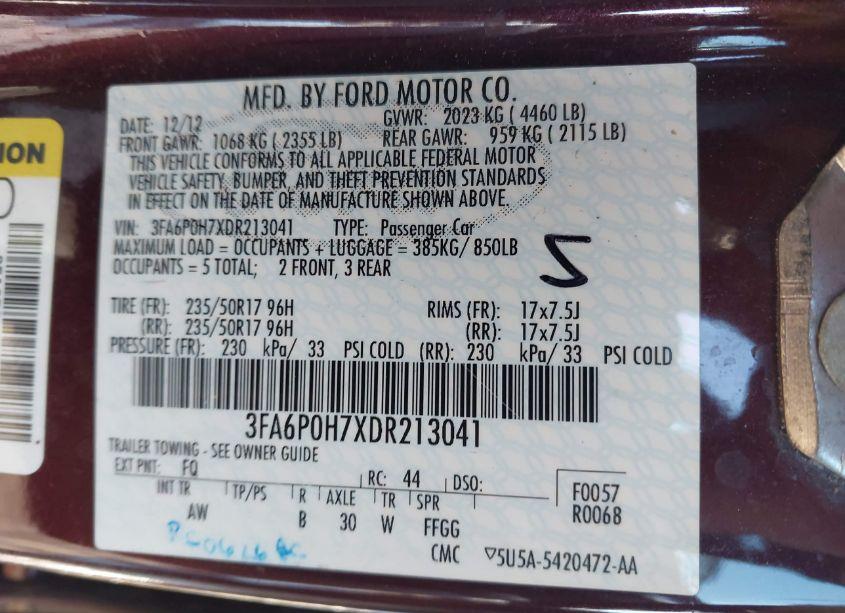 MFD. BY FORD MOTOR CO.
DATE: 12/12 GVWR: 2023 KG ( 4460 LB)
FRONT GAWR: 1068 KG ( 2355 LB) REAR GAWR: 959 KG ( 2115 LB)
THIS VEHICLE CONFORMS TO ALL APPLICABLE FEDERAL MOTOR
VEHICLE SAFETY, BUMPER, AND THEFT PREVENTION STANDARDS
IN EFFECT ON THE DATE OF MANUFACTURE SHOWN ABOVE.
VIN: 3FA6P0H7XDR213041 TYPE: Passenger Car
MAXIMUM LOAD = OCCUPANTS + LUGGAGE = 385KG/ 850LB
OCCUPANTS = 5 TOTAL; 2 FRONT, 3 REAR
TIRE (FR): 235/50R17 96H RIMS (FR): 17x7.5J
(RR): 235/50R17 96H (RR): 17x7.5J
PRESSURE (FR): 230 kPa/ 33 PSI COLD (RR): 230 kPa/ 33 PSI COLD
3FA6P0H7XDR213041
TRAILER TOWING - SEE OWNER GUIDE
EXT PNT: FQ RC: 44 DSO: F0057
INT TR TP/PS R AXLE TR SPR R0068
AW B 30 W FFGG
CMC ▽5U5A-5420472-AA